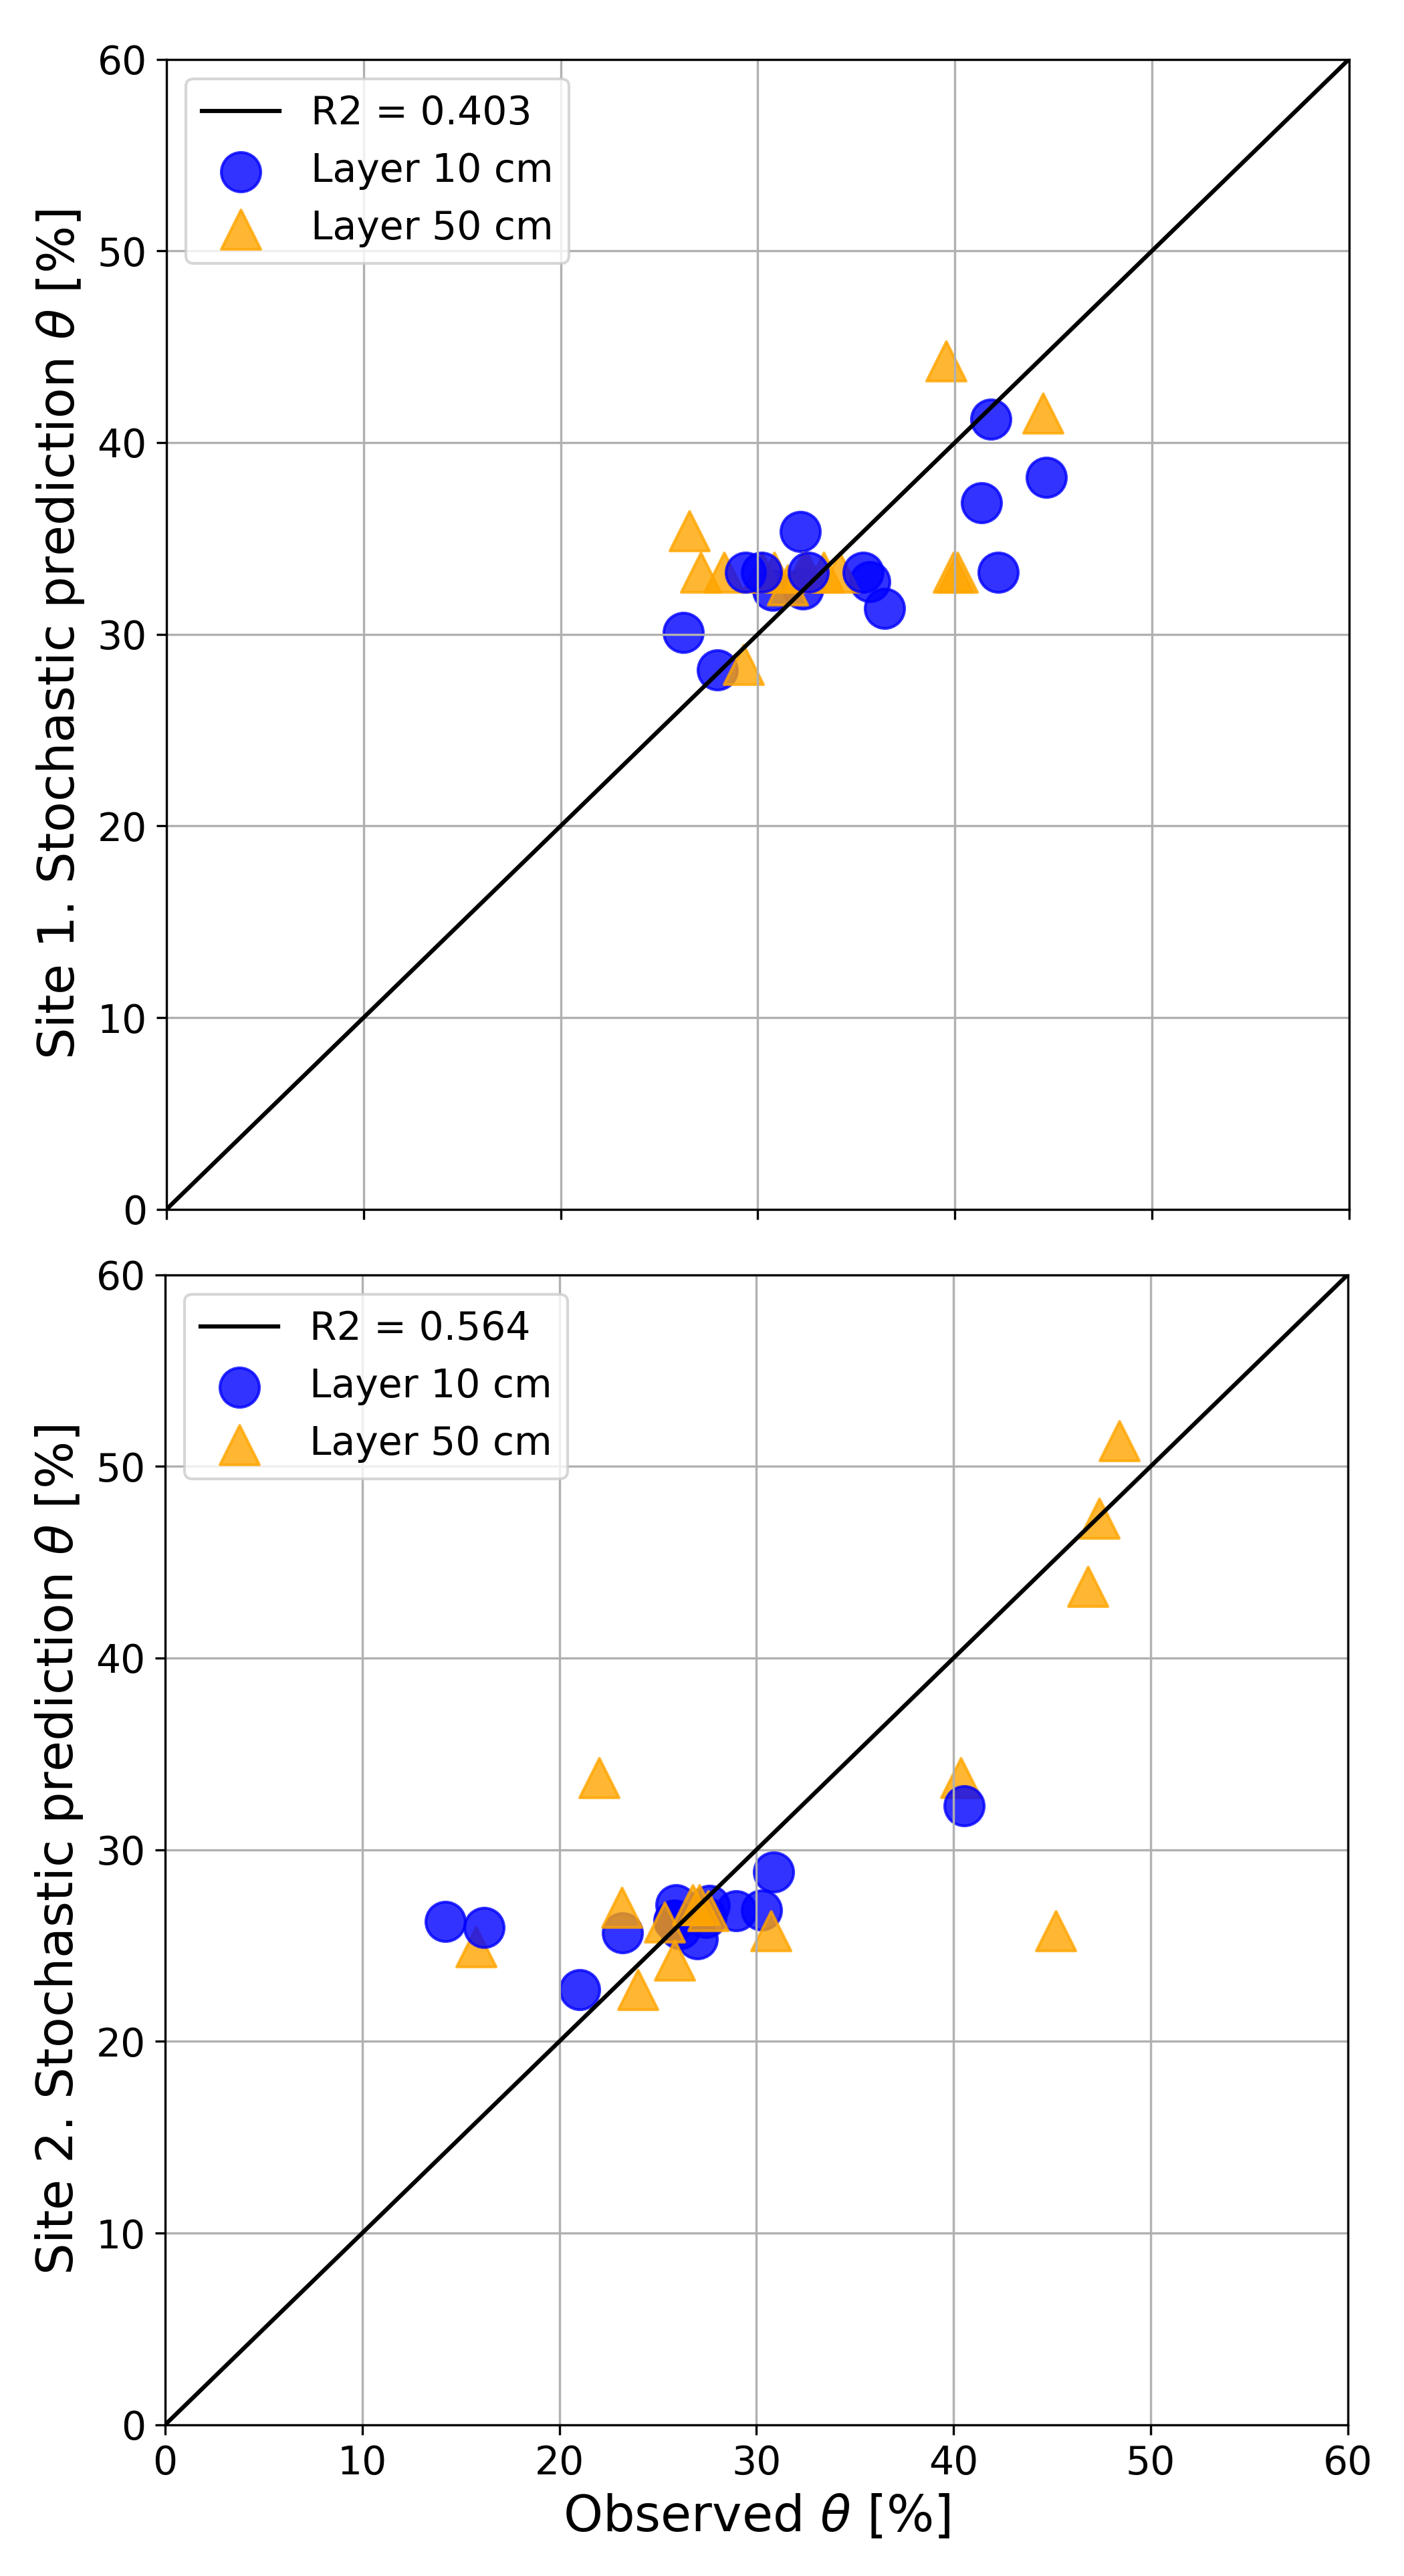 60
50
40
30
20
10
0
Site 1. Stochastic prediction θ [%]
R2 = 0.403
Layer 10 cm
Layer 50 cm
60
50
40
30
20
10
0
Site 2. Stochastic prediction θ [%]
R2 = 0.564
Layer 10 cm
Layer 50 cm
0 10 20 30 40 50 60
Observed θ [%]